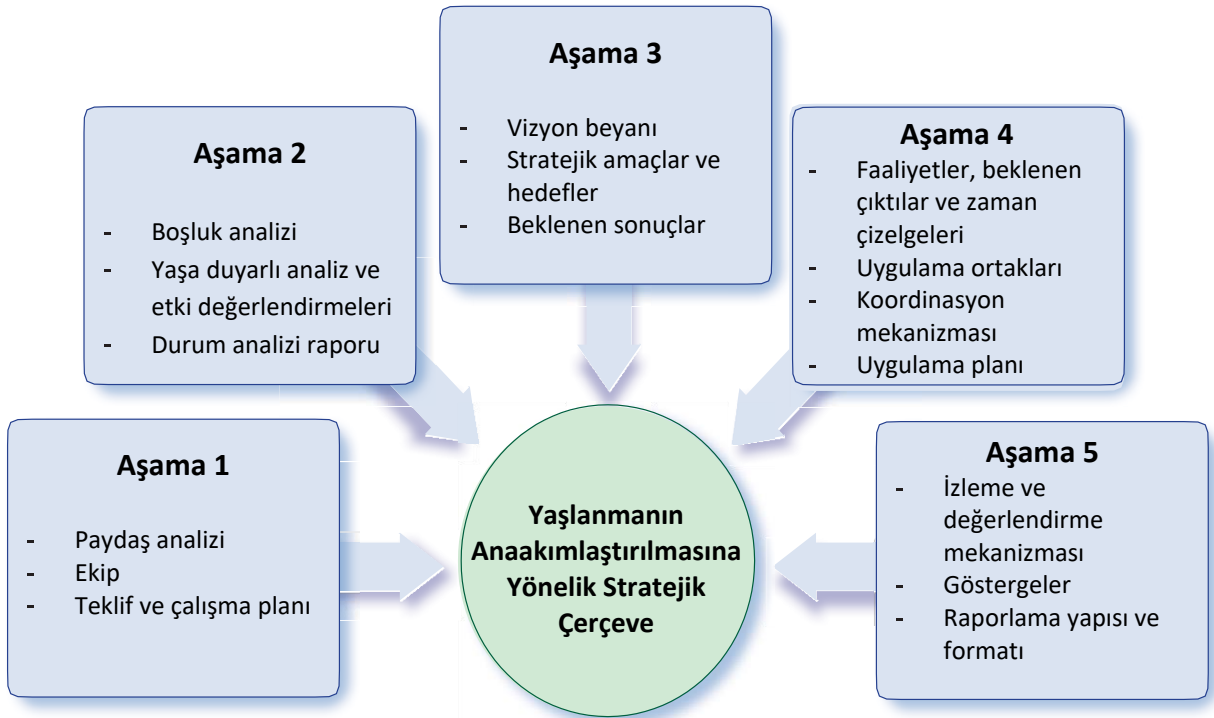 Aşama 1
- Paydaş analizi
- Ekip
- Teklif ve çalışma planı
Aşama 2
- Boşluk analizi
- Yaşa duyarlı analiz ve
etki değerlendirmeleri
- Durum analizi raporu
Aşama 3
- Vizyon beyanı
- Stratejik amaçlar ve
hedefler
- Beklenen sonuçlar
Aşama 4
- Faaliyetler, beklenen
çıktılar ve zaman
çizelgeleri
- Uygulama ortakları
- Koordinasyon
mekanizması
- Uygulama planı
Aşama 5
- İzleme ve
değerlendirme
mekanizması
- Göstergeler
- Raporlama yapısı ve
formatı
Yaşlanmanın
Anaakımlaştırılmasına
Yönelik Stratejik
Çerçeve